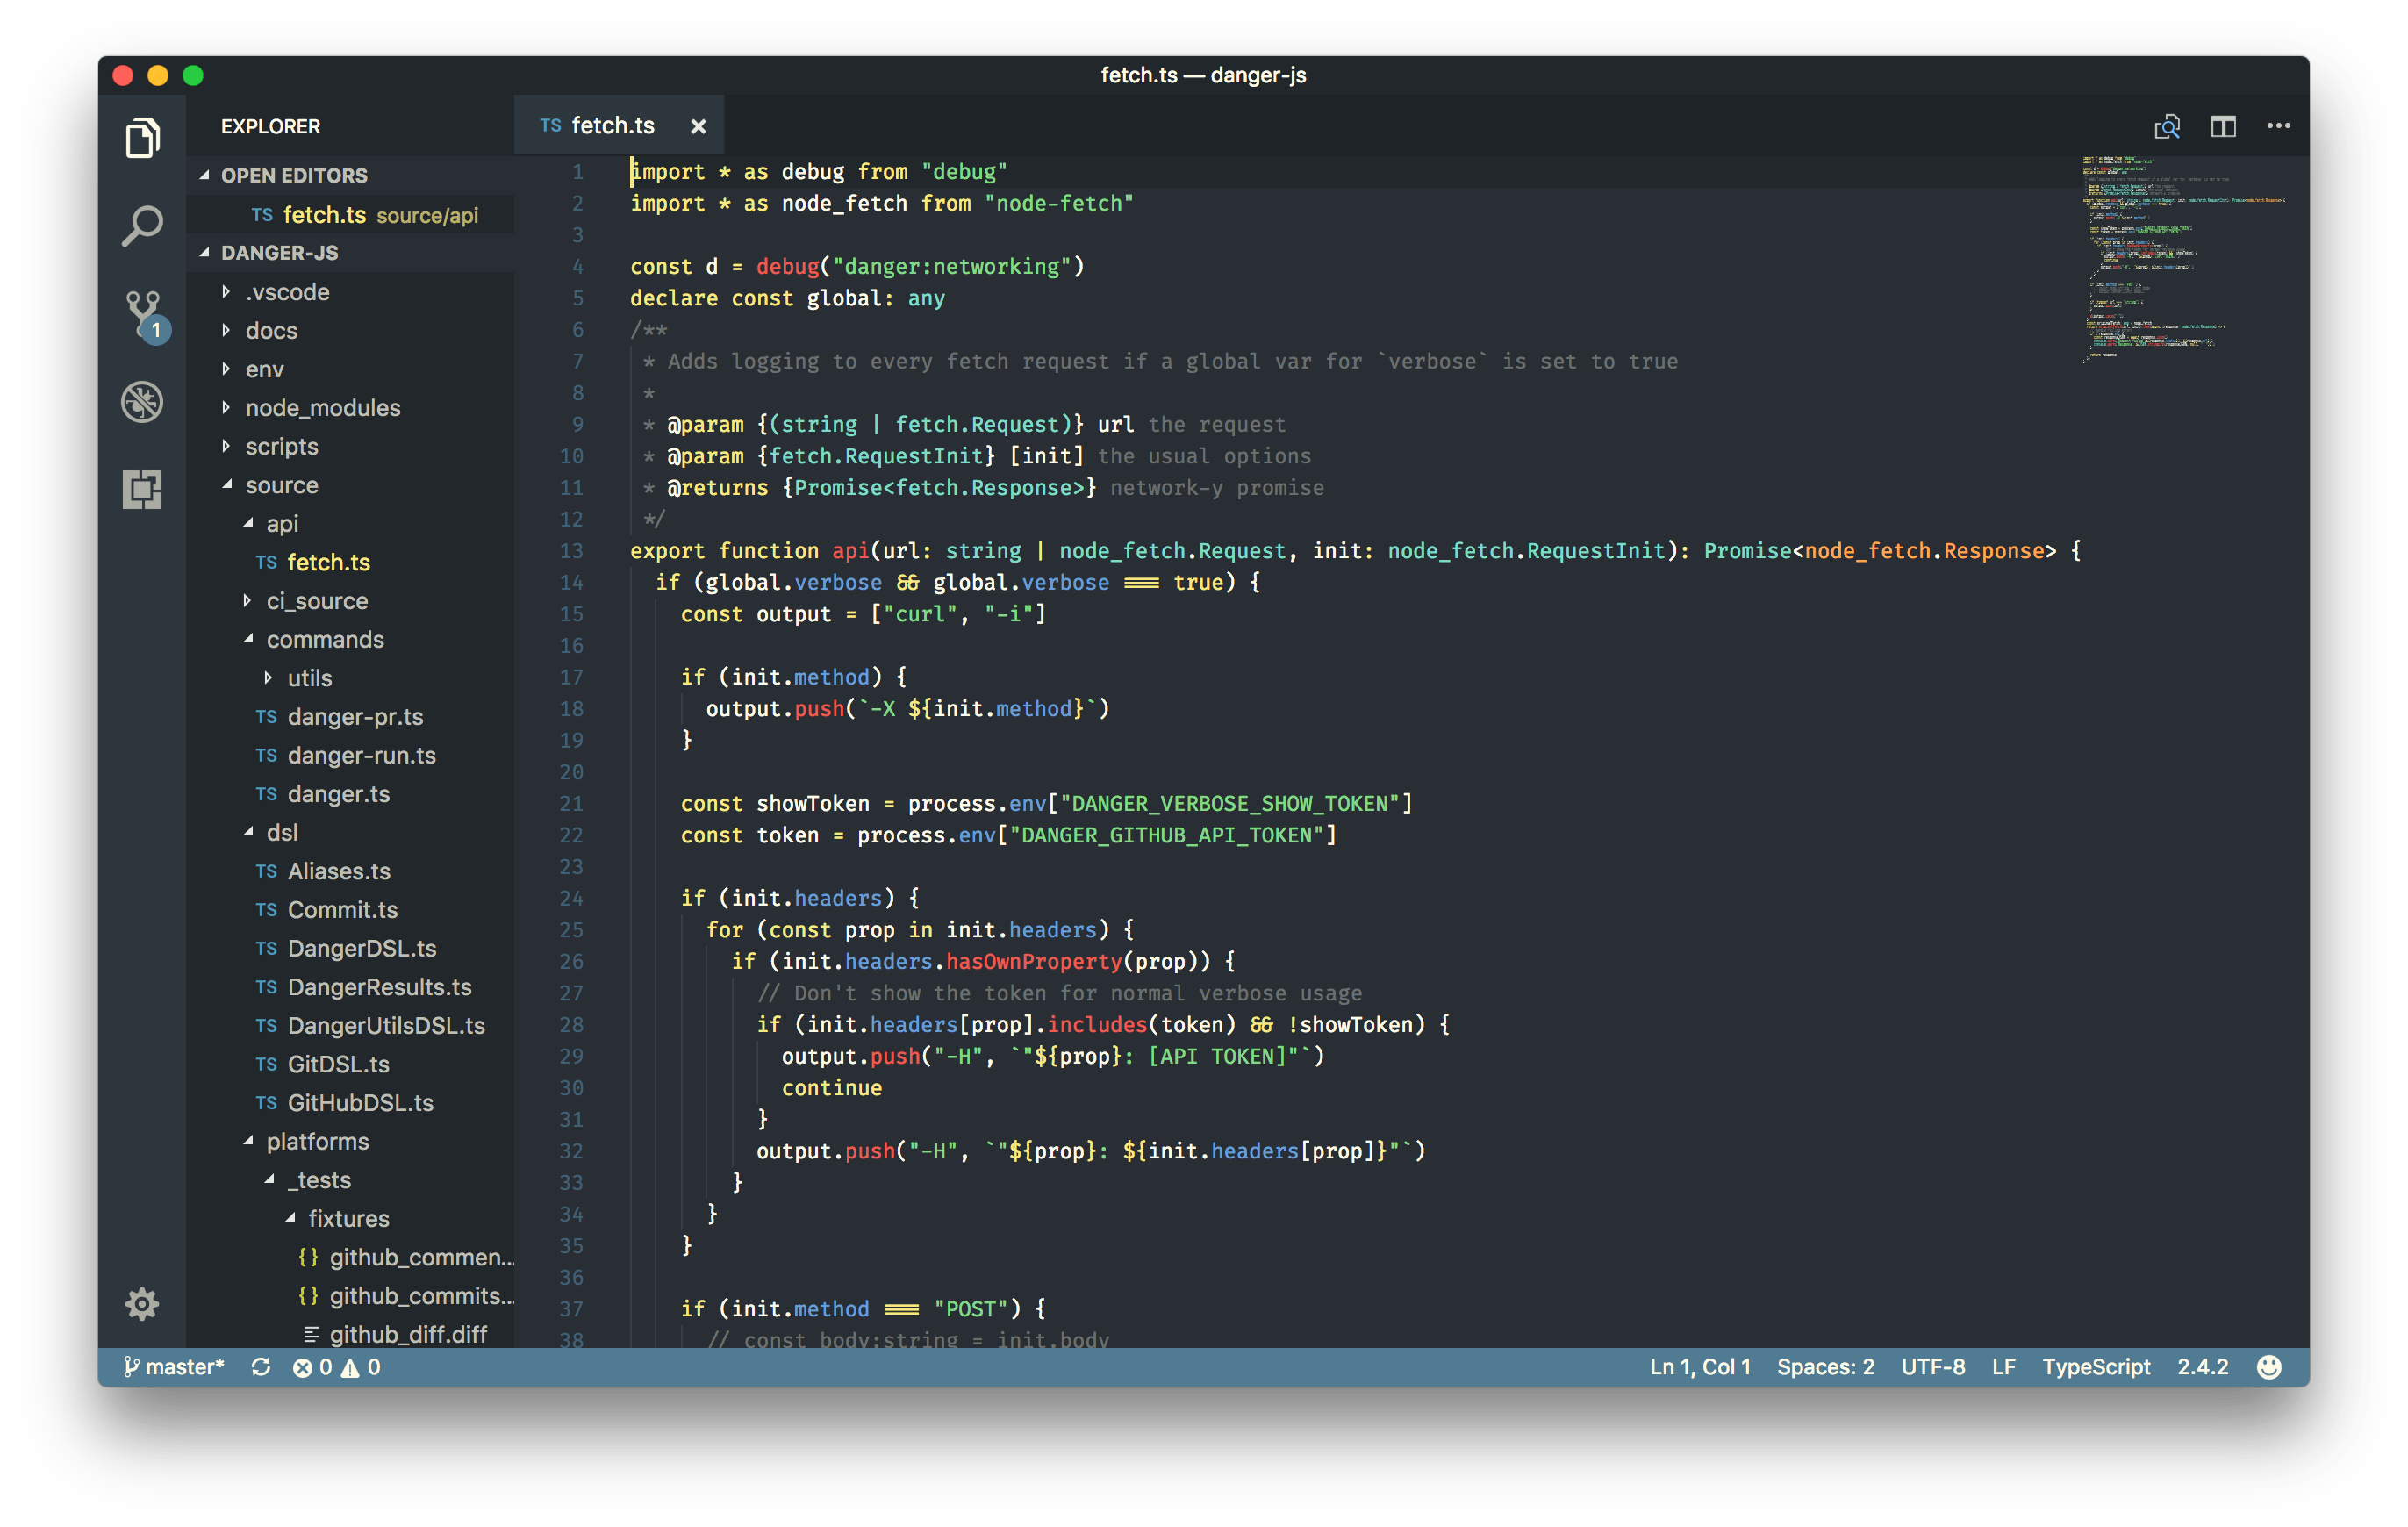 fetch.ts — danger-js
EXPLORER
OPEN EDITORS
TS fetch.ts source/api
DANGER-JS
.vscode
docs
env
node_modules
scripts
source
api
TS fetch.ts
ci_source
commands
utils
TS danger-pr.ts
TS danger-run.ts
TS danger.ts
dsl
TS Aliases.ts
TS Commit.ts
TS DangerDSL.ts
TS DangerResults.ts
TS DangerUtilsDSL.ts
TS GitDSL.ts
TS GitHubDSL.ts
platforms
_tests
fixtures
{} github_commen...
{} github_commits...
github_diff.diff
1
TS fetch.ts ×
1 import * as debug from "debug"
2 import * as node_fetch from "node-fetch"
3
4 const d = debug("danger:networking")
5 declare const global: any
6 /**
7  * Adds logging to every fetch request if a global var for `verbose` is set to true
8  *
9  * @param {(string | fetch.Request)} url the request
10  * @param {fetch.RequestInit} [init] the usual options
11  * @returns {Promise<fetch.Response>} network-y promise
12  */
13 export function api(url: string | node_fetch.Request, init: node_fetch.RequestInit): Promise<node_fetch.Response> {
14   if (global.verbose && global.verbose === true) {
15     const output = ["curl", "-i"]
16
17     if (init.method) {
18       output.push(`-X ${init.method}`)
19     }
20
21     const showToken = process.env["DANGER_VERBOSE_SHOW_TOKEN"]
22     const token = process.env["DANGER_GITHUB_API_TOKEN"]
23
24     if (init.headers) {
25       for (const prop in init.headers) {
26         if (init.headers.hasOwnProperty(prop)) {
27           // Don't show the token for normal verbose usage
28           if (init.headers[prop].includes(token) && !showToken) {
29             output.push("-H", `"${prop}: [API TOKEN]"`)
30             continue
31           }
32           output.push("-H", `"${prop}: ${init.headers[prop]}"`)
33         }
34       }
35     }
36
37     if (init.method === "POST") {
38       // const body:string = init.body
master* 0 0
Ln 1, Col 1 Spaces: 2 UTF-8 LF TypeScript 2.4.2